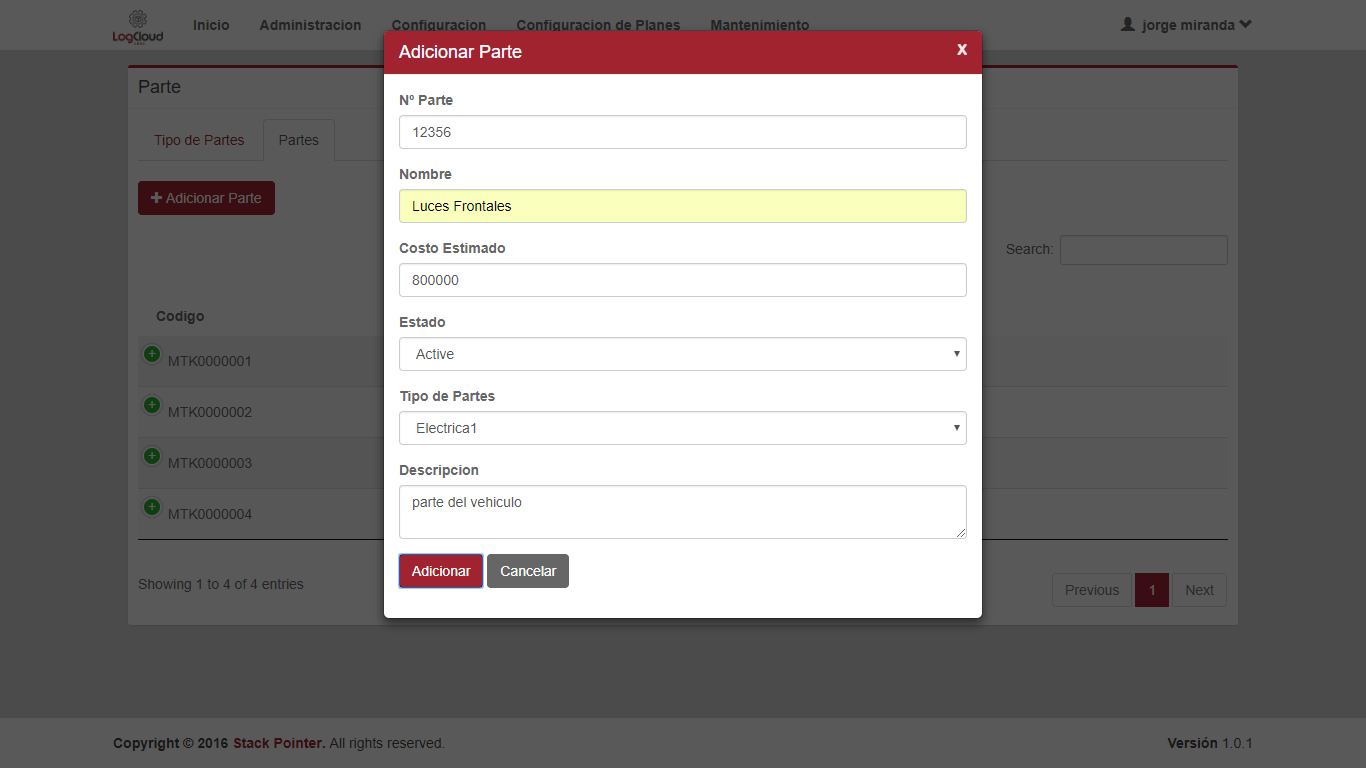 LogCloud
Inicio Administracion Configuracion Configuracion de Planes Mantenimiento jorge miranda
Adicionar Parte X
Parte
Tipo de Partes Partes
Adicionar Parte
Search:
Codigo
MTK0000001
MTK0000002
MTK0000003
MTK0000004
Showing 1 to 4 of 4 entries
Previous 1 Next
Nº Parte
12356
Nombre
Luces Frontales
Costo Estimado
800000
Estado
Active
Tipo de Partes
Electrica1
Descripcion
parte del vehiculo
Adicionar Cancelar
Copyright © 2016 Stack Pointer. All rights reserved. Versión 1.0.1